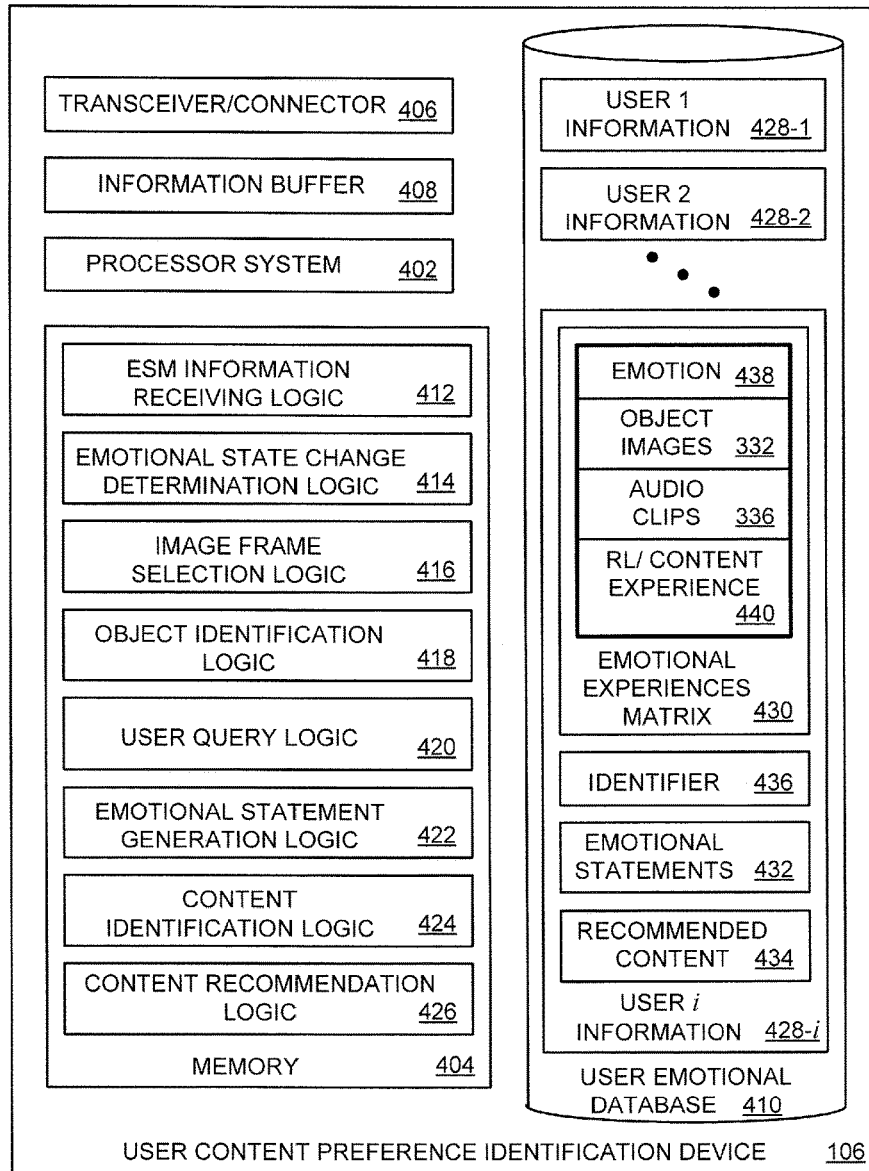 TRANSCEIVER/CONNECTOR 406
INFORMATION BUFFER 408
PROCESSOR SYSTEM 402
ESM INFORMATION
RECEIVING LOGIC 412
EMOTIONAL STATE CHANGE
DETERMINATION LOGIC 414
IMAGE FRAME
SELECTION LOGIC 416
OBJECT IDENTIFICATION
LOGIC 418
USER QUERY LOGIC 420
EMOTIONAL STATEMENT
GENERATION LOGIC 422
CONTENT
IDENTIFICATION LOGIC 424
CONTENT RECOMMENDATION
LOGIC 426
MEMORY 404
USER 1
INFORMATION 428-1
USER 2
INFORMATION 428-2
EMOTION 438
OBJECT
IMAGES 332
AUDIO
CLIPS 336
RL/ CONTENT
EXPERIENCE
440
EMOTIONAL
EXPERIENCES
MATRIX 430
IDENTIFIER 436
EMOTIONAL
STATEMENTS 432
RECOMMENDED
CONTENT 434
USER i
INFORMATION 428-i
USER EMOTIONAL
DATABASE 410
USER CONTENT PREFERENCE IDENTIFICATION DEVICE 106